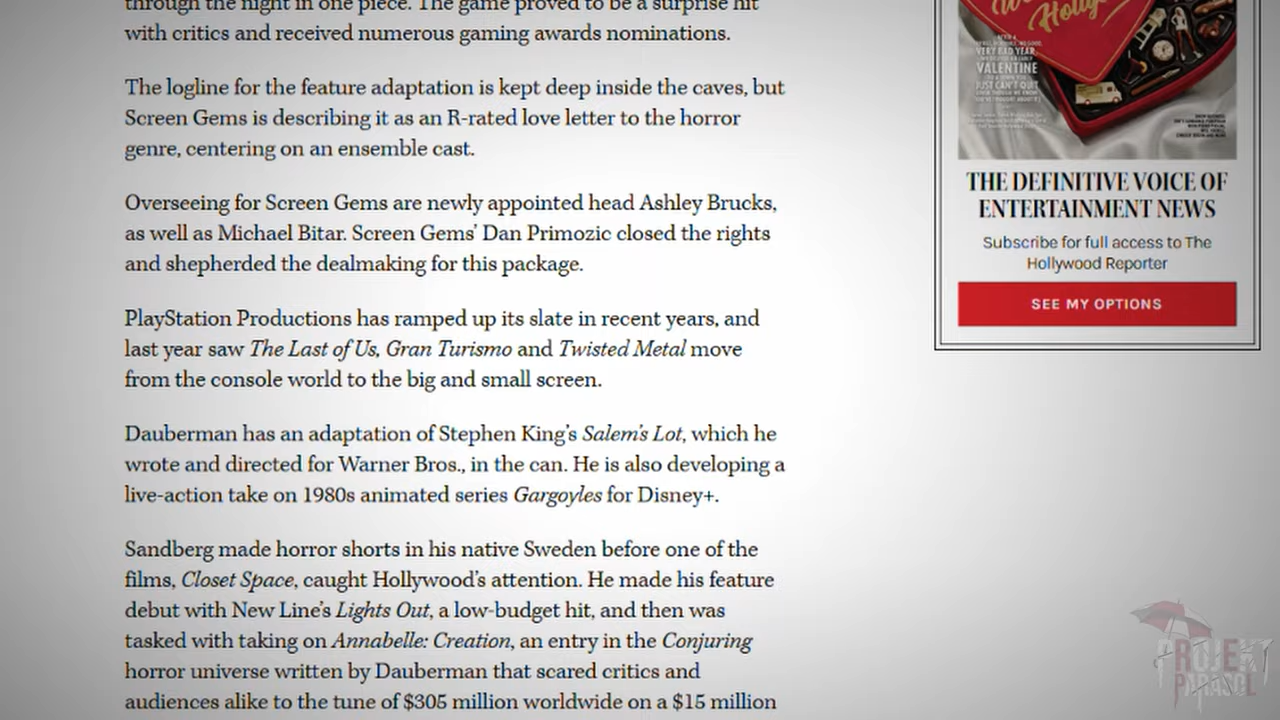 through the night in one piece. The game proved to be a surprise hit
with critics and received numerous gaming awards nominations.
The logline for the feature adaptation is kept deep inside the caves, but
Screen Gems is describing it as an R-rated love letter to the horror
genre, centering on an ensemble cast.
Overseeing for Screen Gems are newly appointed head Ashley Brucks,
as well as Michael Bitar. Screen Gems' Dan Primozic closed the rights
and shepherded the dealmaking for this package.
PlayStation Productions has ramped up its slate in recent years, and
last year saw The Last of Us, Gran Turismo and Twisted Metal move
from the console world to the big and small screen.
Dauberman has an adaptation of Stephen King's Salem's Lot, which he
wrote and directed for Warner Bros., in the can. He is also developing a
live-action take on 1980s animated series Gargoyles for Disney+.
Sandberg made horror shorts in his native Sweden before one of the
films, Closet Space, caught Hollywood's attention. He made his feature
debut with New Line's Lights Out, a low-budget hit, and then was
tasked with taking on Annabelle: Creation, an entry in the Conjuring
horror universe written by Dauberman that scared critics and
audiences alike to the tune of $305 million worldwide on a $15 million
VERY BAD YEAR,
VALENTINE
JUST CAN'T QUIT
THE DEFINITIVE VOICE OF
ENTERTAINMENT NEWS
Subscribe for full access to The
Hollywood Reporter
SEE MY OPTIONS
PROJEKT
PARASOL